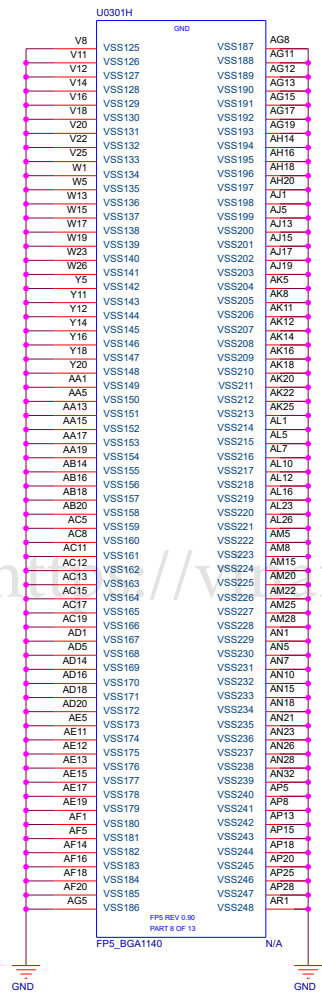 U0301H
GND
V8 VSS125 VSS187 AG8
V11 VSS126 VSS188 AG11
V12 VSS127 VSS189 AG12
V14 VSS128 VSS190 AG13
V16 VSS129 VSS191 AG15
V18 VSS130 VSS192 AG17
V20 VSS131 VSS193 AG19
V22 VSS132 VSS194 AH14
V25 VSS133 VSS195 AH16
W1 VSS134 VSS196 AH18
W5 VSS135 VSS197 AH20
W13 VSS136 VSS198 AJ1
W15 VSS137 VSS199 AJ5
W17 VSS138 VSS200 AJ13
W19 VSS139 VSS201 AJ15
W23 VSS140 VSS202 AJ17
W26 VSS141 VSS203 AJ19
Y5 VSS142 VSS204 AK5
Y11 VSS143 VSS205 AK8
Y12 VSS144 VSS206 AK11
Y14 VSS145 VSS207 AK12
Y16 VSS146 VSS208 AK14
Y18 VSS147 VSS209 AK16
Y20 VSS148 VSS210 AK18
AA1 VSS149 VSS211 AK20
AA5 VSS150 VSS212 AK22
AA13 VSS151 VSS213 AK25
AA15 VSS152 VSS214 AL1
AA17 VSS153 VSS215 AL5
AA19 VSS154 VSS216 AL7
AB14 VSS155 VSS217 AL10
AB16 VSS156 VSS218 AL12
AB18 VSS157 VSS219 AL16
AB20 VSS158 VSS220 AL23
AC5 VSS159 VSS221 AL26
AC8 VSS160 VSS222 AM5
AC11 VSS161 VSS223 AM8
AC12 VSS162 VSS224 AM15
AC13 VSS163 VSS225 AM20
AC15 VSS164 VSS226 AM22
AC17 VSS165 VSS227 AM25
AC19 VSS166 VSS228 AM28
AD1 VSS167 VSS229 AN1
AD5 VSS168 VSS230 AN5
AD14 VSS169 VSS231 AN7
AD16 VSS170 VSS232 AN10
AD18 VSS171 VSS233 AN15
AD20 VSS172 VSS234 AN18
AE5 VSS173 VSS235 AN21
AE11 VSS174 VSS236 AN23
AE12 VSS175 VSS237 AN26
AE13 VSS176 VSS238 AN28
AE15 VSS177 VSS239 AN32
AE17 VSS178 VSS240 AP5
AE19 VSS179 VSS241 AP8
AF1 VSS180 VSS242 AP13
AF5 VSS181 VSS243 AP15
AF14 VSS182 VSS244 AP18
AF16 VSS183 VSS245 AP20
AF18 VSS184 VSS246 AP25
AF20 VSS185 VSS247 AP28
AG5 VSS186 VSS248 AR1
FP5 REV 0.90
PART 8 OF 13
FP5_BGA1140 N/A
GND GND